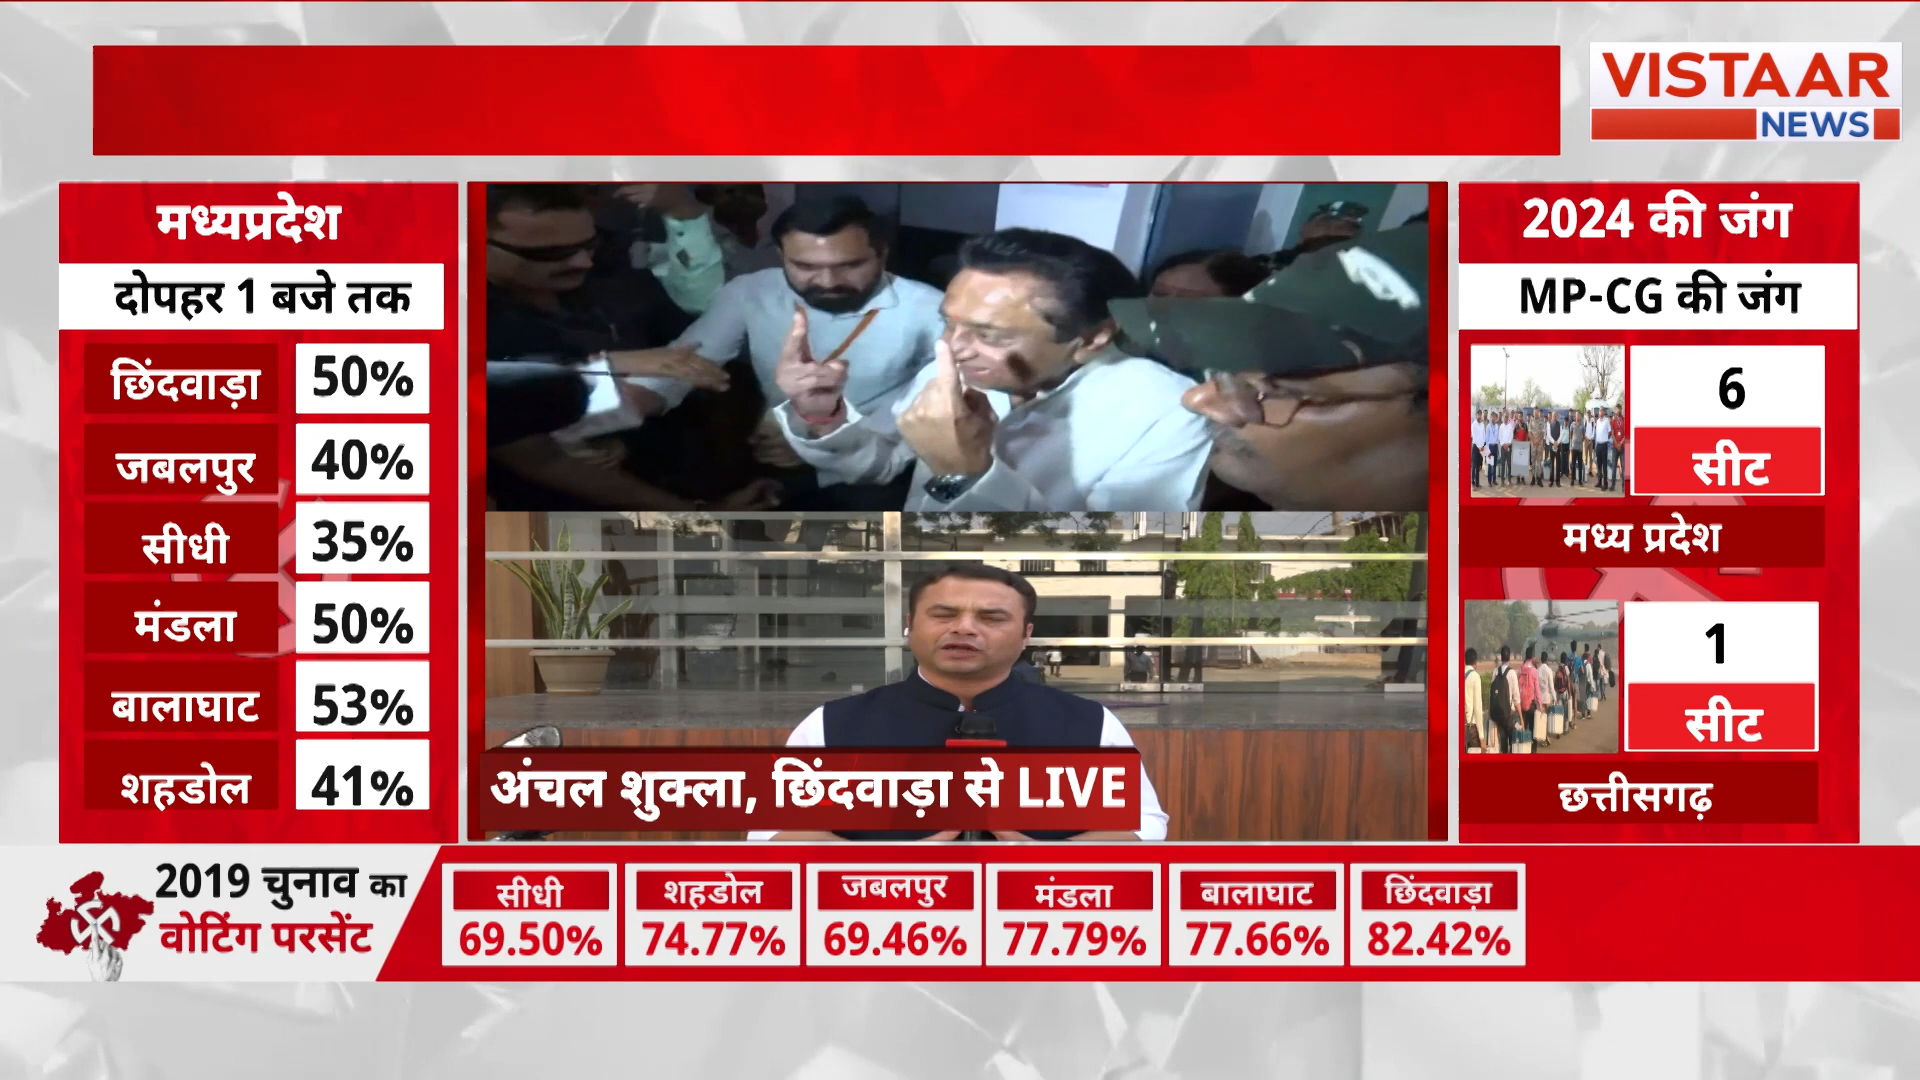 VISTAAR
NEWS
मध्यप्रदेश
दोपहर 1 बजे तक
छिंदवाड़ा 50%
जबलपुर 40%
सीधी 35%
मंडला 50%
बालाघाट 53%
शहडोल 41%
अंचल शुक्ला, छिंदवाड़ा से LIVE
2024 की जंग
MP-CG की जंग
6
सीट
मध्य प्रदेश
1
सीट
छत्तीसगढ़
2019 चुनाव का
वोटिंग परसेंट
सीधी
69.50%
शहडोल
74.77%
जबलपुर
69.46%
मंडला
77.79%
बालाघाट
77.66%
छिंदवाड़ा
82.42%